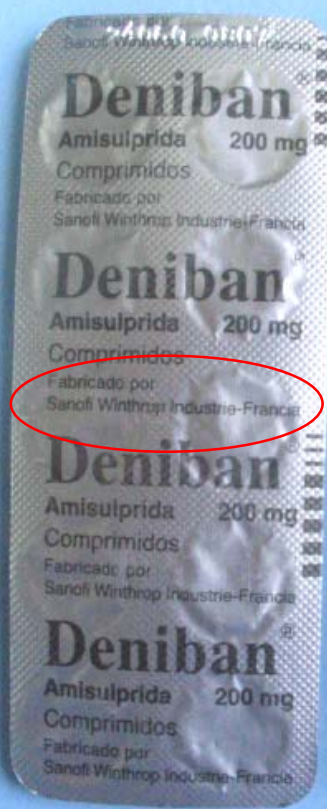 Fabricado por
Sanofi Winthrop Industrie-Francia
Deniban®
Amisulprida 200 mg
Comprimidos
Fabricado por
Sanofi Winthrop Industrie-Francia
Deniban
Amisulprida 200 mg
Comprimidos
Fabricado por
Sanofi Winthrop Industrie-Francia
Deniban®
Amisulprida 200 mg
Comprimidos
Fabricado por
Sanofi Winthrop Industrie-Francia
Deniban®
Amisulprida 200 mg
Comprimidos
Fabricado por
Sanofi Winthrop Industrie-Francia